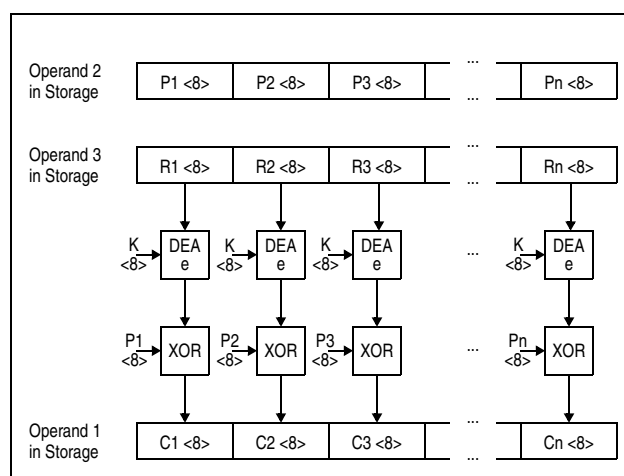 ...
Operand 2 P1 <8> P2 <8> P3 <8> Pn <8>
in Storage
...
...
Operand 3 R1 <8> R2 <8> R3 <8> Rn <8>
in Storage
...
K DEA K DEA K DEA ... K DEA
<8> e <8> e <8> e <8> e
P1 XOR P2 XOR P3 XOR ... Pn XOR
<8> <8> <8> <8>
...
Operand 1 C1 <8> C2 <8> C3 <8> Cn <8>
in Storage
...